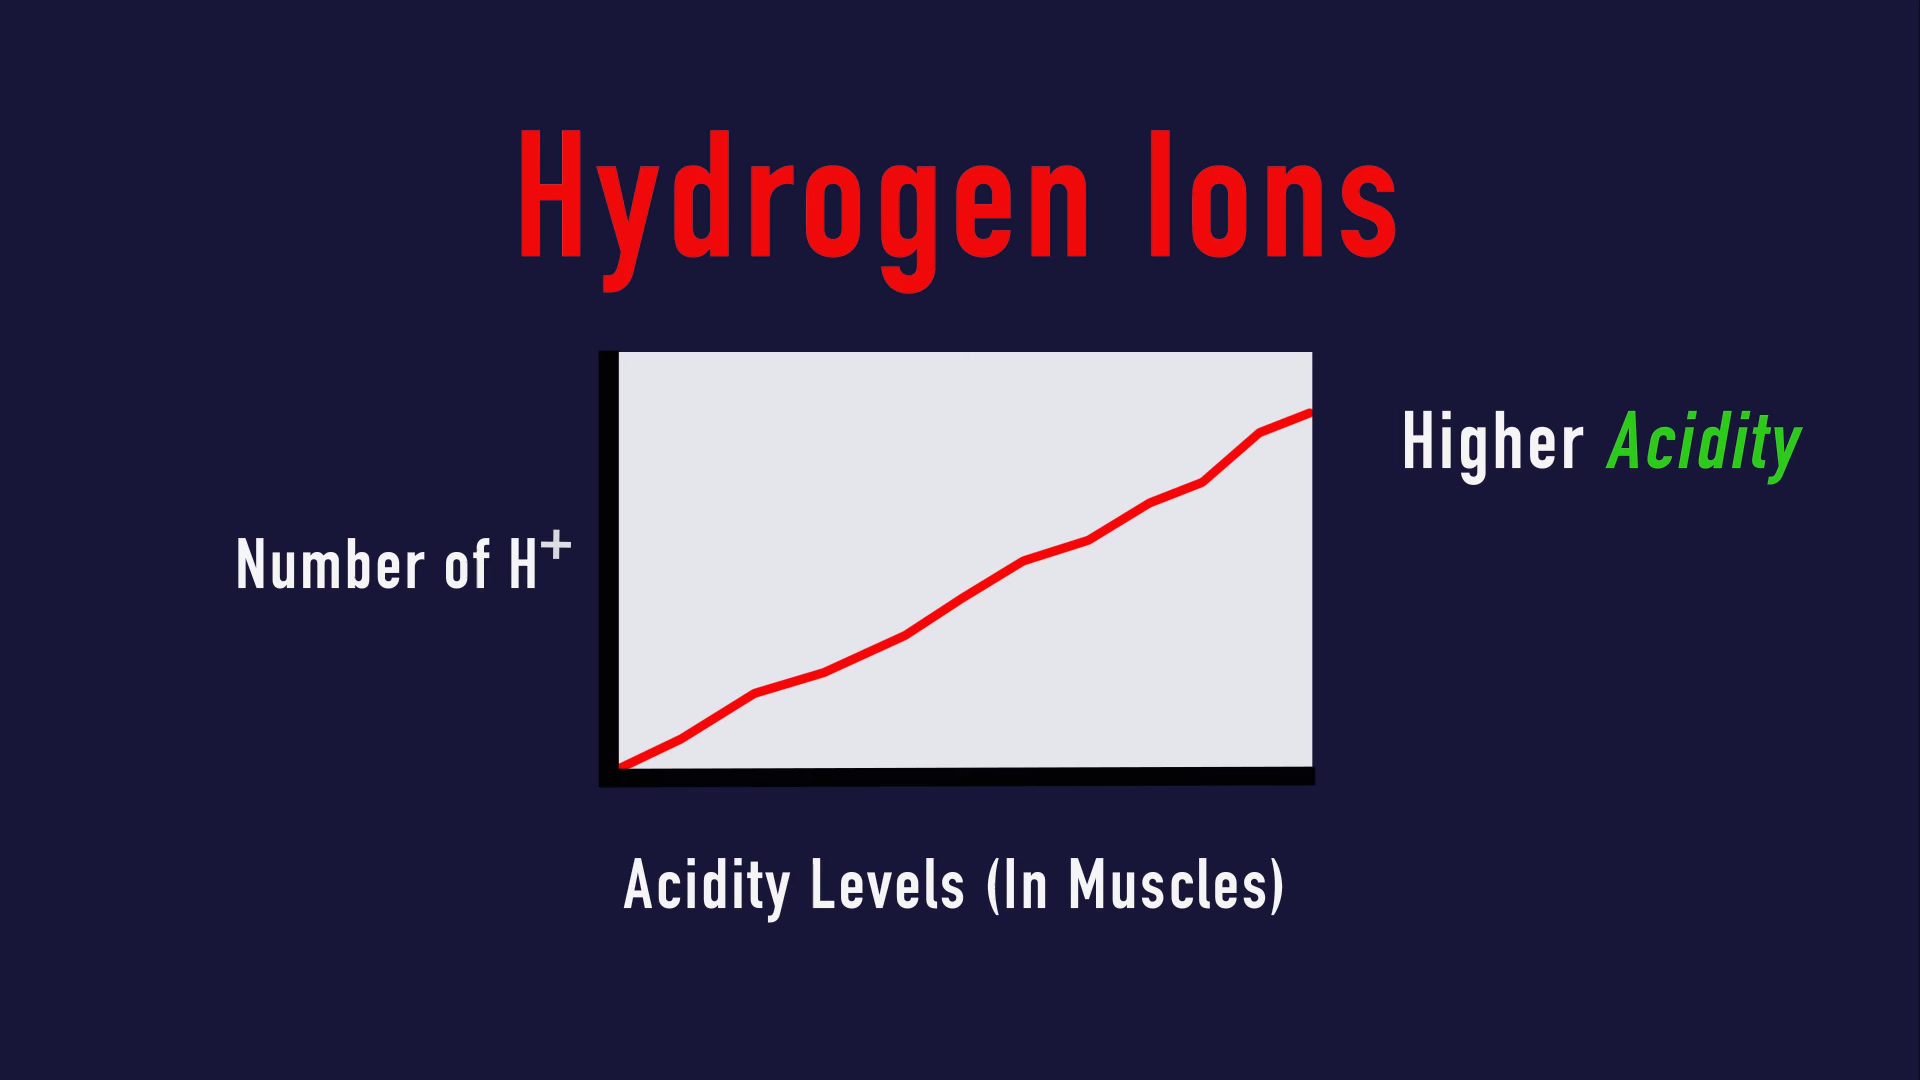 Hydrogen Ions
Higher Acidity
Number of H⁺
Acidity Levels (In Muscles)